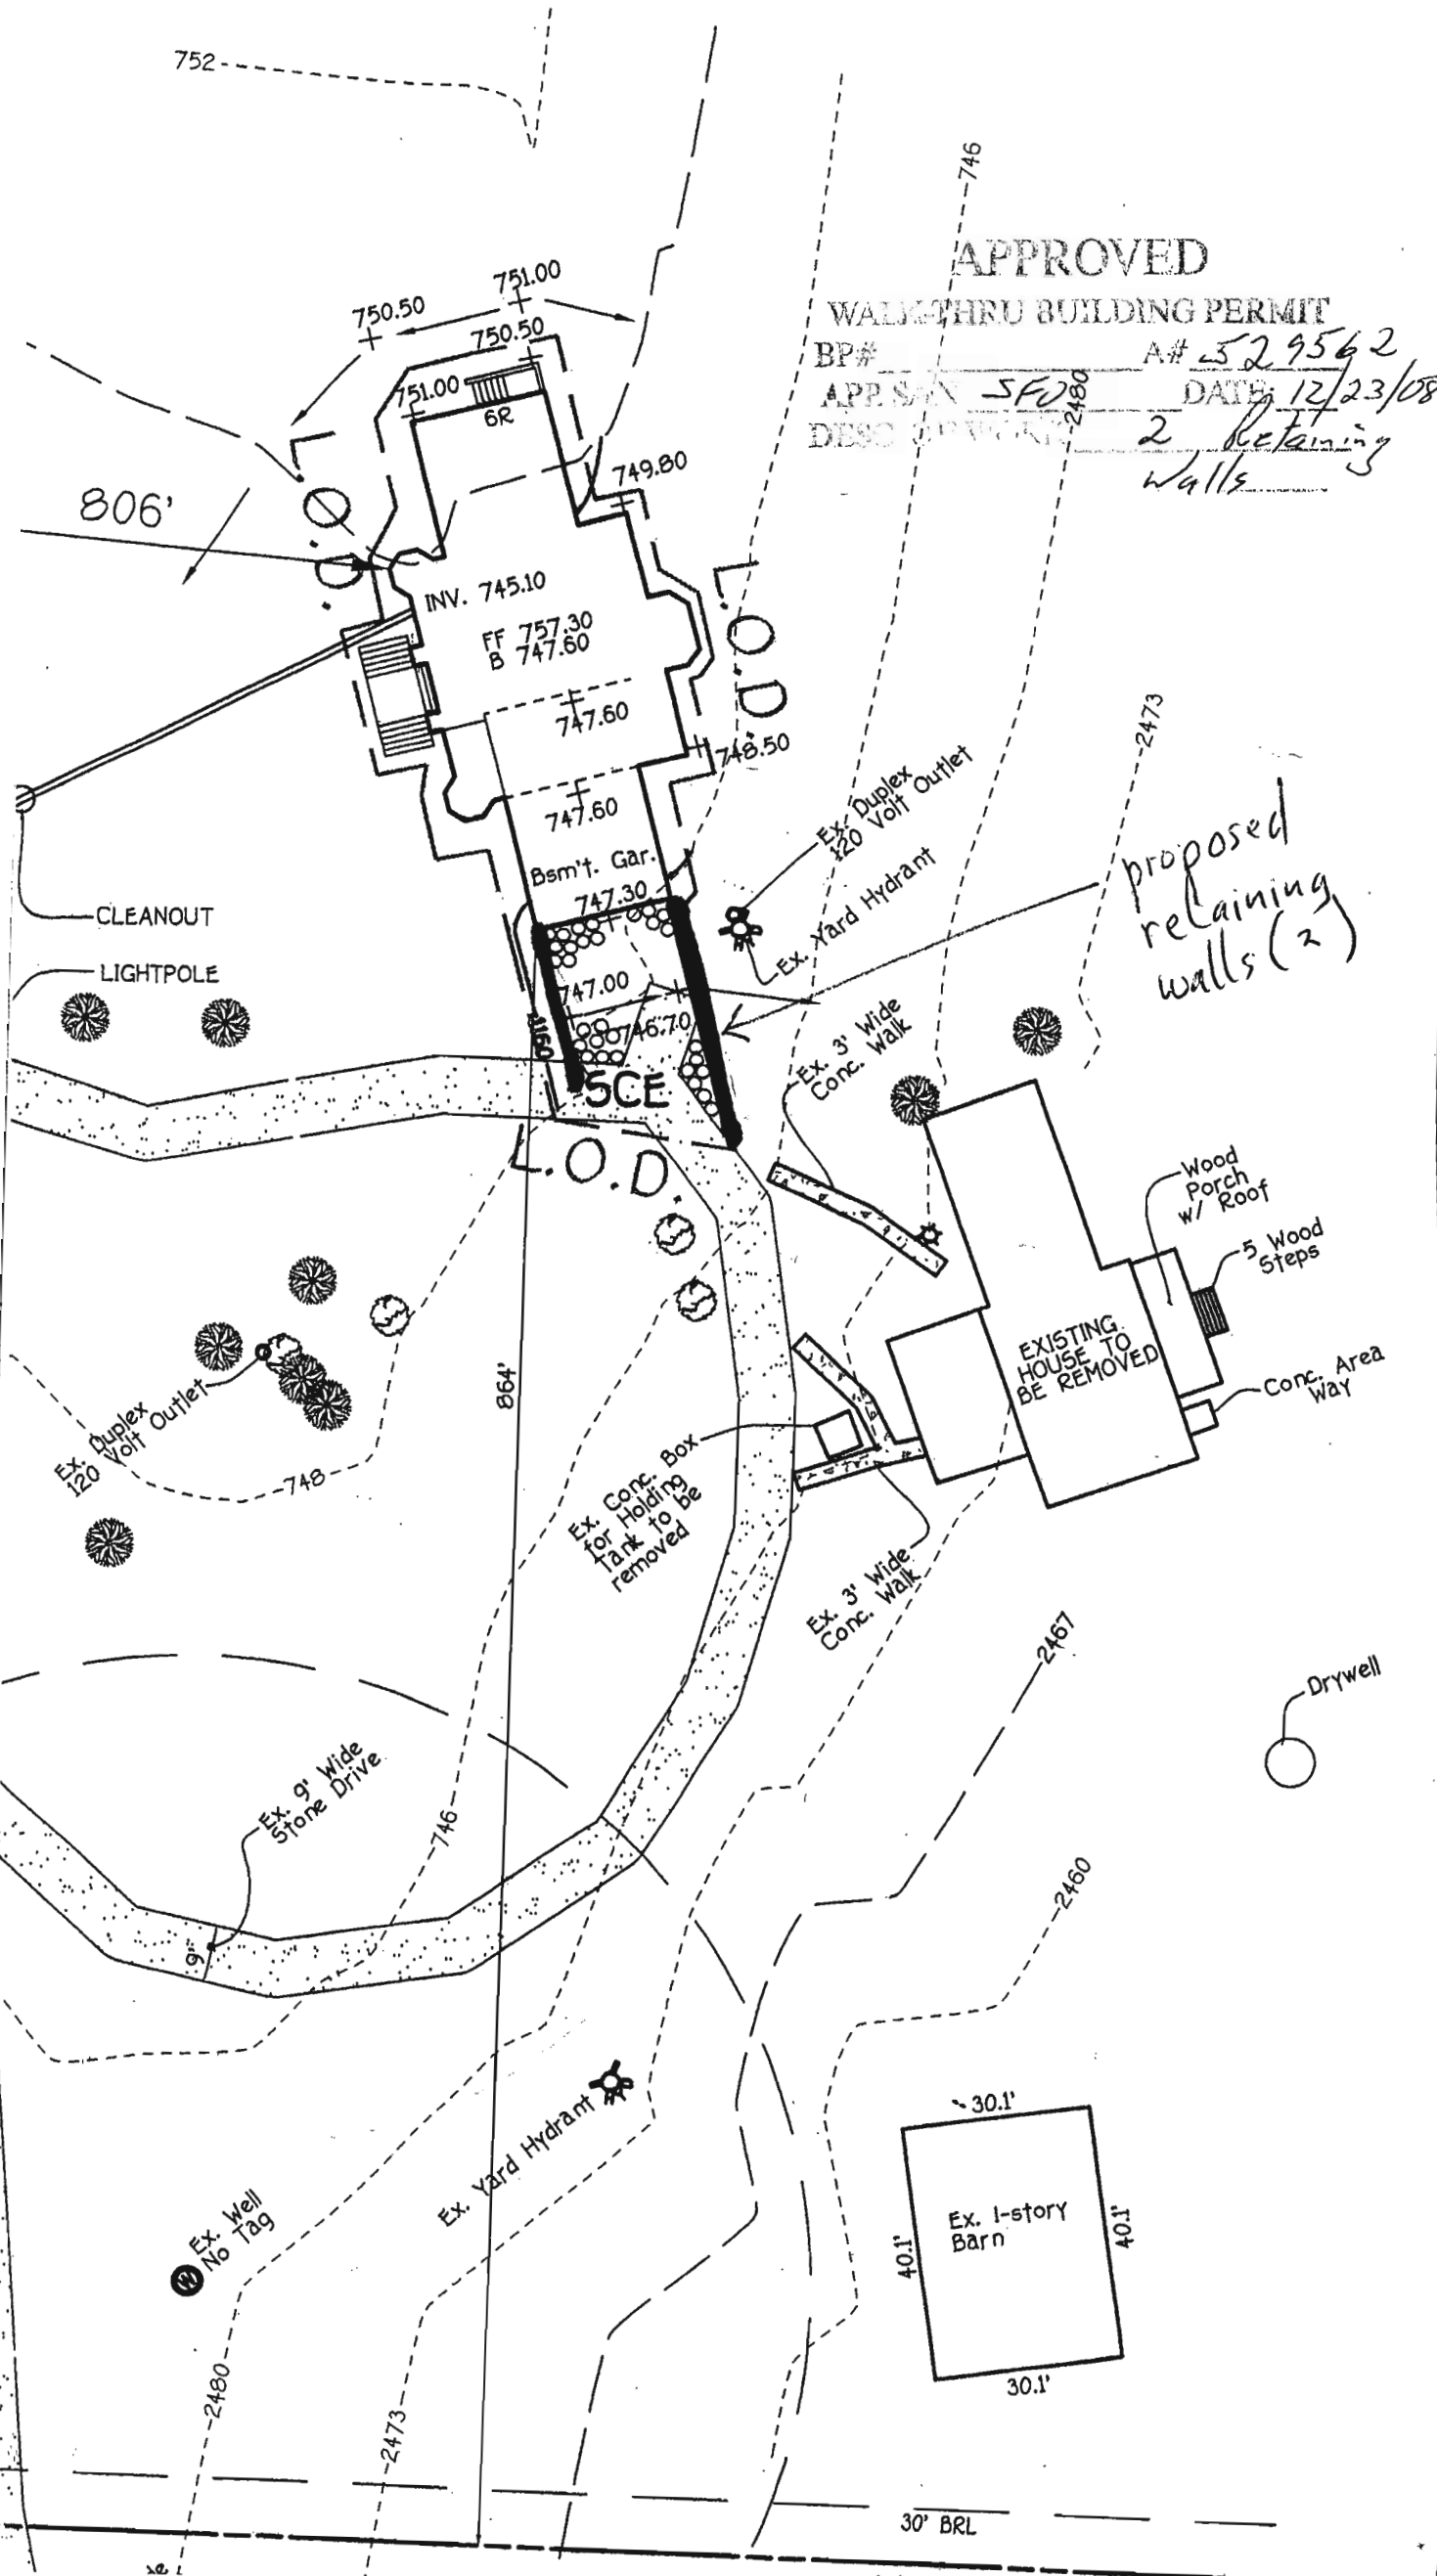 752
746
APPROVED
WALK-THRU BUILDING PERMIT
BP# A# 529562
APP. SAN SFD DATE: 12/23/08
2480
2 Retaining
Walls
751.00
750.50
750.50
751.00
6R
749.80
806'
L.O.D.
INV. 745.10
FF 757.30
B 747.60
L.O.D.
747.60
748.50
2473
747.60
Ex. Duplex
120 Volt Outlet
Bsm't. Gar.
747.30
Ex. Yard Hydrant
proposed
retaining
walls (2)
CLEANOUT
LIGHTPOLE
747.00
746.70
SCE
Ex. 3' Wide
Conc. Walk
L.O.D.
Wood
Porch
w/ Roof
5 Wood
Steps
EXISTING
HOUSE TO
BE REMOVED
Conc. Area
Way
864'
Ex. Duplex
120 Volt Outlet
748
Ex. Conc. Box
for Holding
Tank to be
removed
Ex. 3' Wide
Conc. Walk
2467
Drywell
Ex. 9' Wide
Stone Drive
746
9'
2460
Ex. Yard Hydrant
30.1'
Ex. 1-story
Barn
40.1'
40.1'
30.1'
Ex. Well
No Tag
W
2480
2473
30' BRL